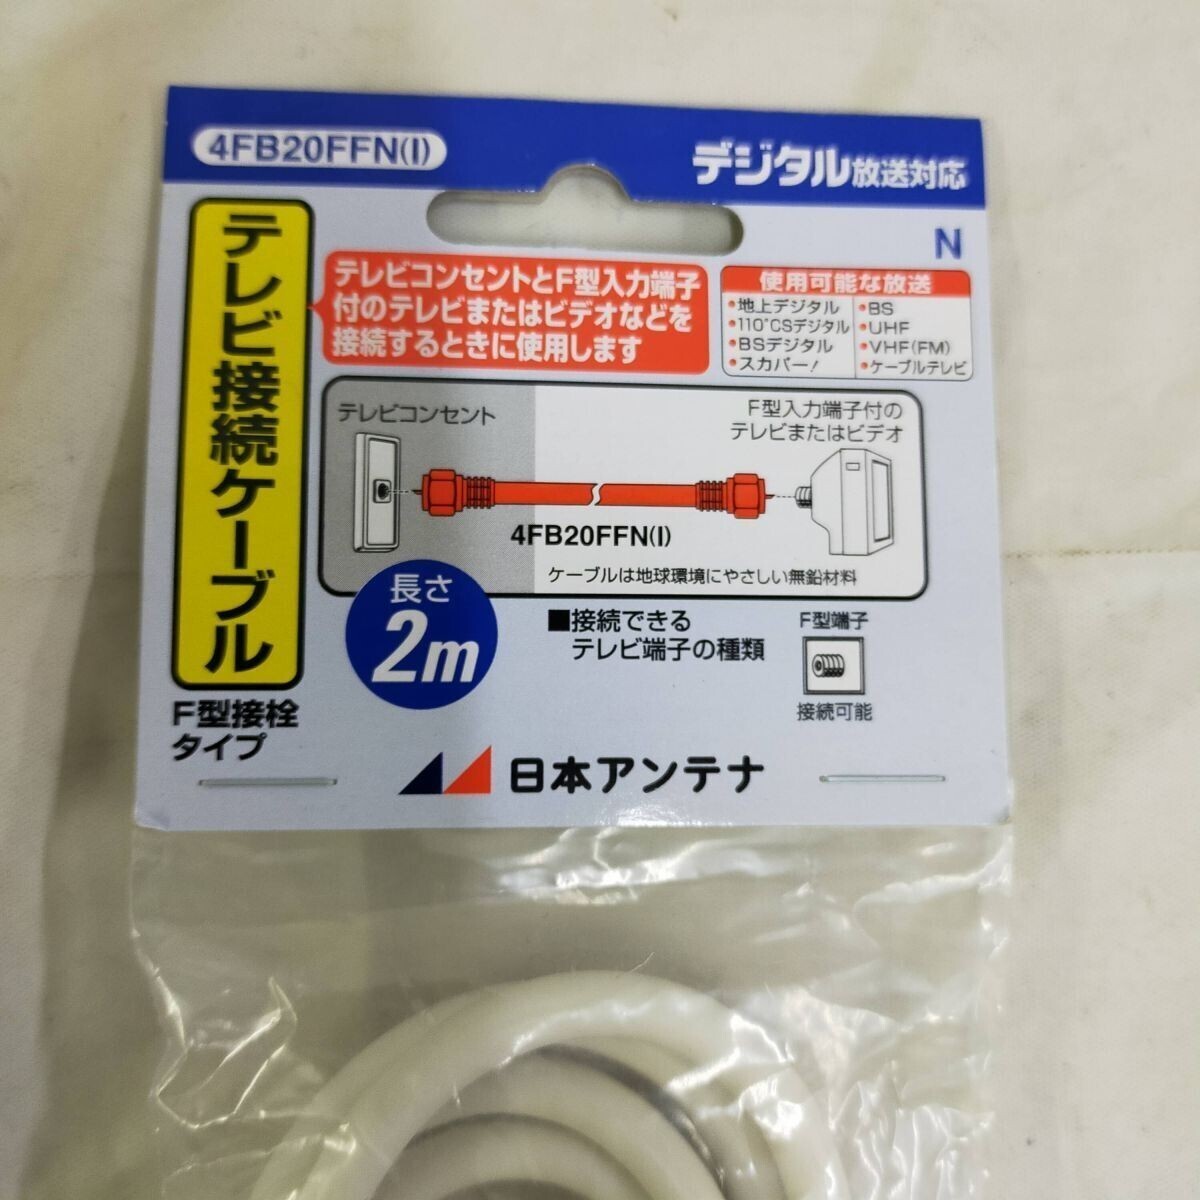 4FB20FFN(I)
デジタル放送対応
N
テレビ接続ケーブル
F型接栓
タイプ
テレビコンセントとF型入力端子
付のテレビまたはビデオなどを
接続するときに使用します
使用可能な放送
•地上デジタル
•110°CSデジタル
•BSデジタル
•スカパー!
•BS
•UHF
•VHF(FM)
•ケーブルテレビ
テレビコンセント
F型入力端子付の
テレビまたはビデオ
4FB20FFN(I)
ケーブルは地球環境にやさしい無鉛材料
長さ
2m
■接続できる
テレビ端子の種類
F型端子
接続可能
日本アンテナ